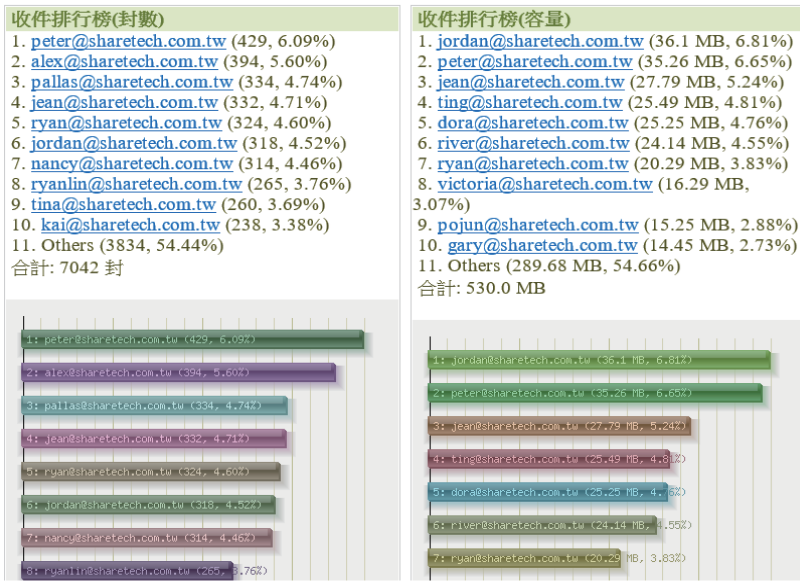 收件排行榜(封數)
1. peter@sharetech.com.tw (429, 6.09%)
2. alex@sharetech.com.tw (394, 5.60%)
3. pallas@sharetech.com.tw (334, 4.74%)
4. jean@sharetech.com.tw (332, 4.71%)
5. ryan@sharetech.com.tw (324, 4.60%)
6. jordan@sharetech.com.tw (318, 4.52%)
7. nancy@sharetech.com.tw (314, 4.46%)
8. ryanlin@sharetech.com.tw (265, 3.76%)
9. tina@sharetech.com.tw (260, 3.69%)
10. kai@sharetech.com.tw (238, 3.38%)
11. Others (3834, 54.44%)
合計: 7042 封
1: peter@sharetech.com.tw (429, 6.09%)
2: alex@sharetech.com.tw (394, 5.60%)
3: pallas@sharetech.com.tw (334, 4.74%)
4: jean@sharetech.com.tw (332, 4.71%)
5: ryan@sharetech.com.tw (324, 4.60%)
6: jordan@sharetech.com.tw (318, 4.52%)
7: nancy@sharetech.com.tw (314, 4.46%)
8: ryanlin@sharetech.com.tw (265, 3.76%)
收件排行榜(容量)
1. jordan@sharetech.com.tw (36.1 MB, 6.81%)
2. peter@sharetech.com.tw (35.26 MB, 6.65%)
3. jean@sharetech.com.tw (27.79 MB, 5.24%)
4. ting@sharetech.com.tw (25.49 MB, 4.81%)
5. dora@sharetech.com.tw (25.25 MB, 4.76%)
6. river@sharetech.com.tw (24.14 MB, 4.55%)
7. ryan@sharetech.com.tw (20.29 MB, 3.83%)
8. victoria@sharetech.com.tw (16.29 MB,
3.07%)
9. pojun@sharetech.com.tw (15.25 MB, 2.88%)
10. gary@sharetech.com.tw (14.45 MB, 2.73%)
11. Others (289.68 MB, 54.66%)
合計: 530.0 MB
1: jordan@sharetech.com.tw (36.1 MB, 6.81%)
2: peter@sharetech.com.tw (35.26 MB, 6.65%)
3: jean@sharetech.com.tw (27.79 MB, 5.24%)
4: ting@sharetech.com.tw (25.49 MB, 4.81%)
5: dora@sharetech.com.tw (25.25 MB, 4.76%)
6: river@sharetech.com.tw (24.14 MB, 4.55%)
7: ryan@sharetech.com.tw (20.29 MB, 3.83%)